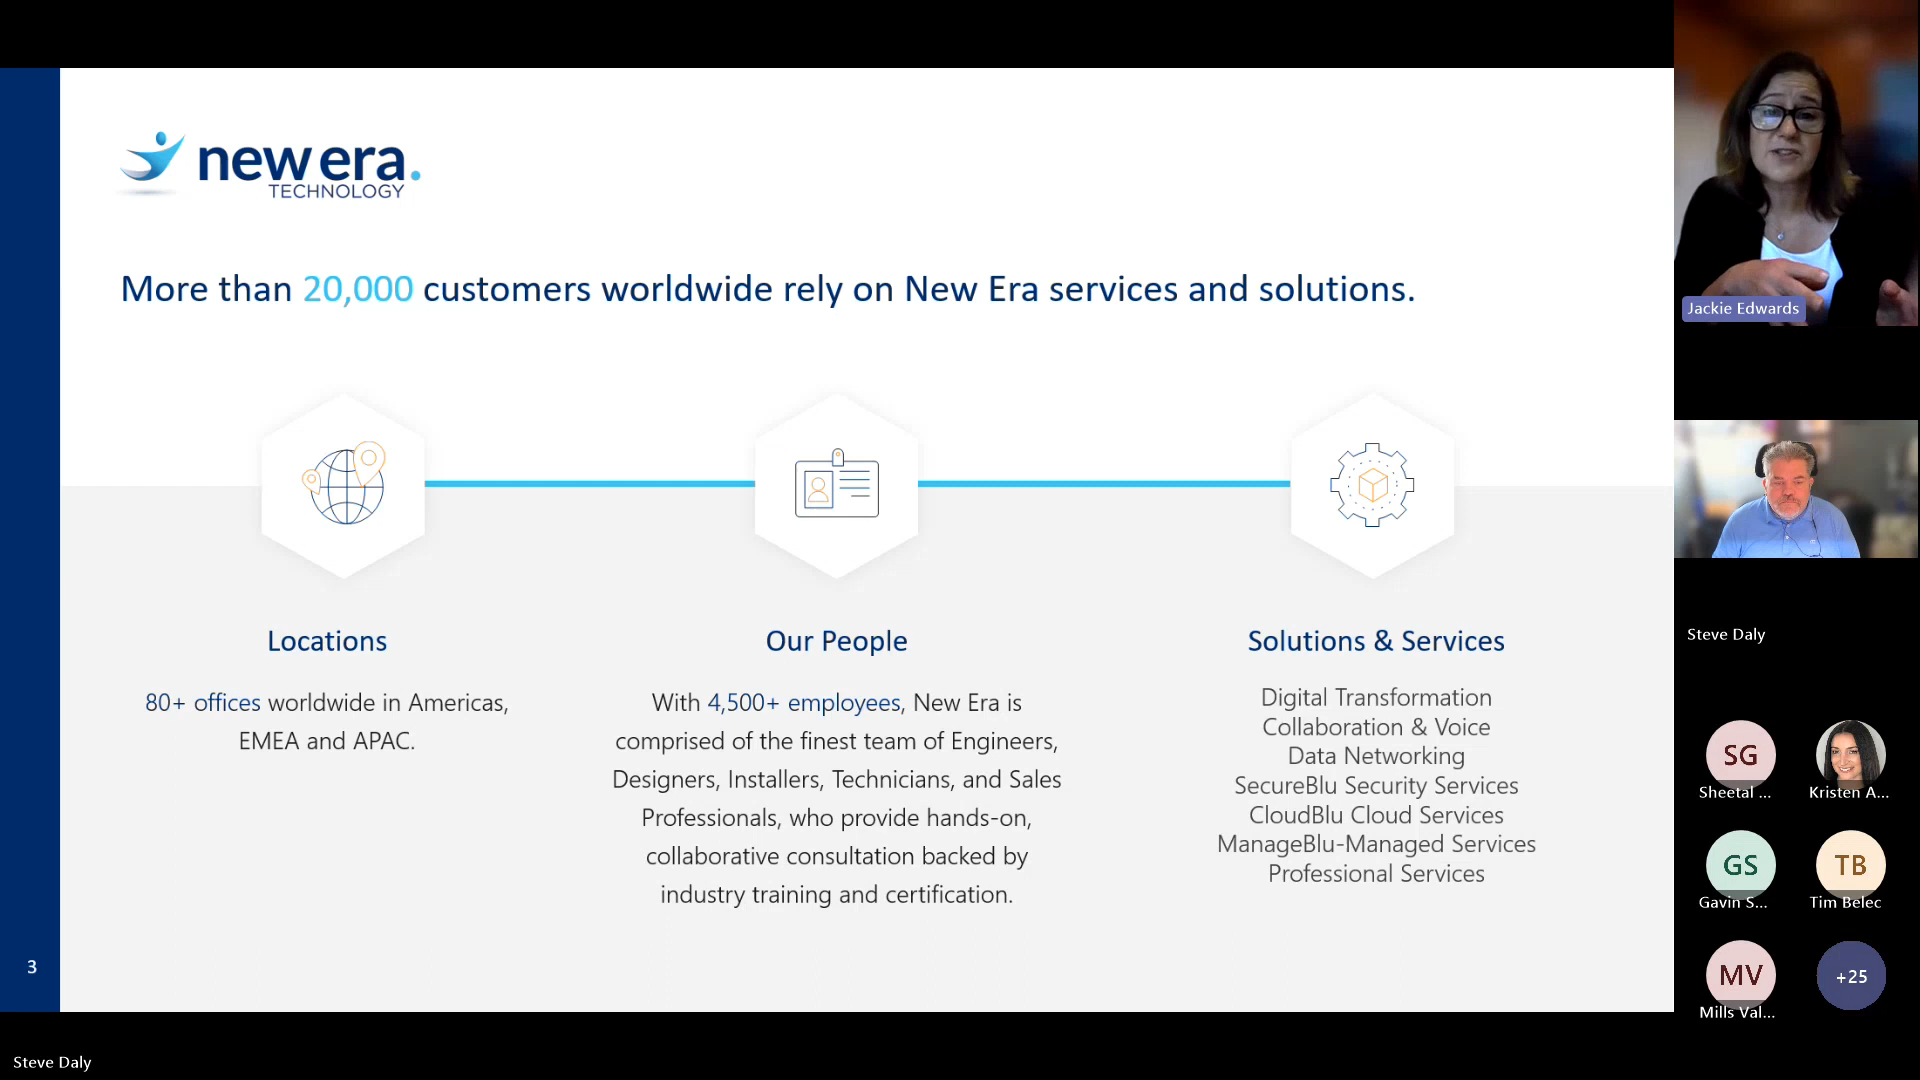 new era.
TECHNOLOGY
More than 20,000 customers worldwide rely on New Era services and solutions.
Locations
80+ offices worldwide in Americas,
EMEA and APAC.
Our People
With 4,500+ employees, New Era is
comprised of the finest team of Engineers,
Designers, Installers, Technicians, and Sales
Professionals, who provide hands-on,
collaborative consultation backed by
industry training and certification.
Solutions & Services
Digital Transformation
Collaboration & Voice
Data Networking
SecureBlu Security Services
CloudBlu Cloud Services
ManageBlu-Managed Services
Professional Services
3
Steve Daly
Jackie Edwards
Steve Daly
SG
Sheetal ...
Kristen A...
GS
Gavin S...
TB
Tim Belec
MV
Mills Val...
+25